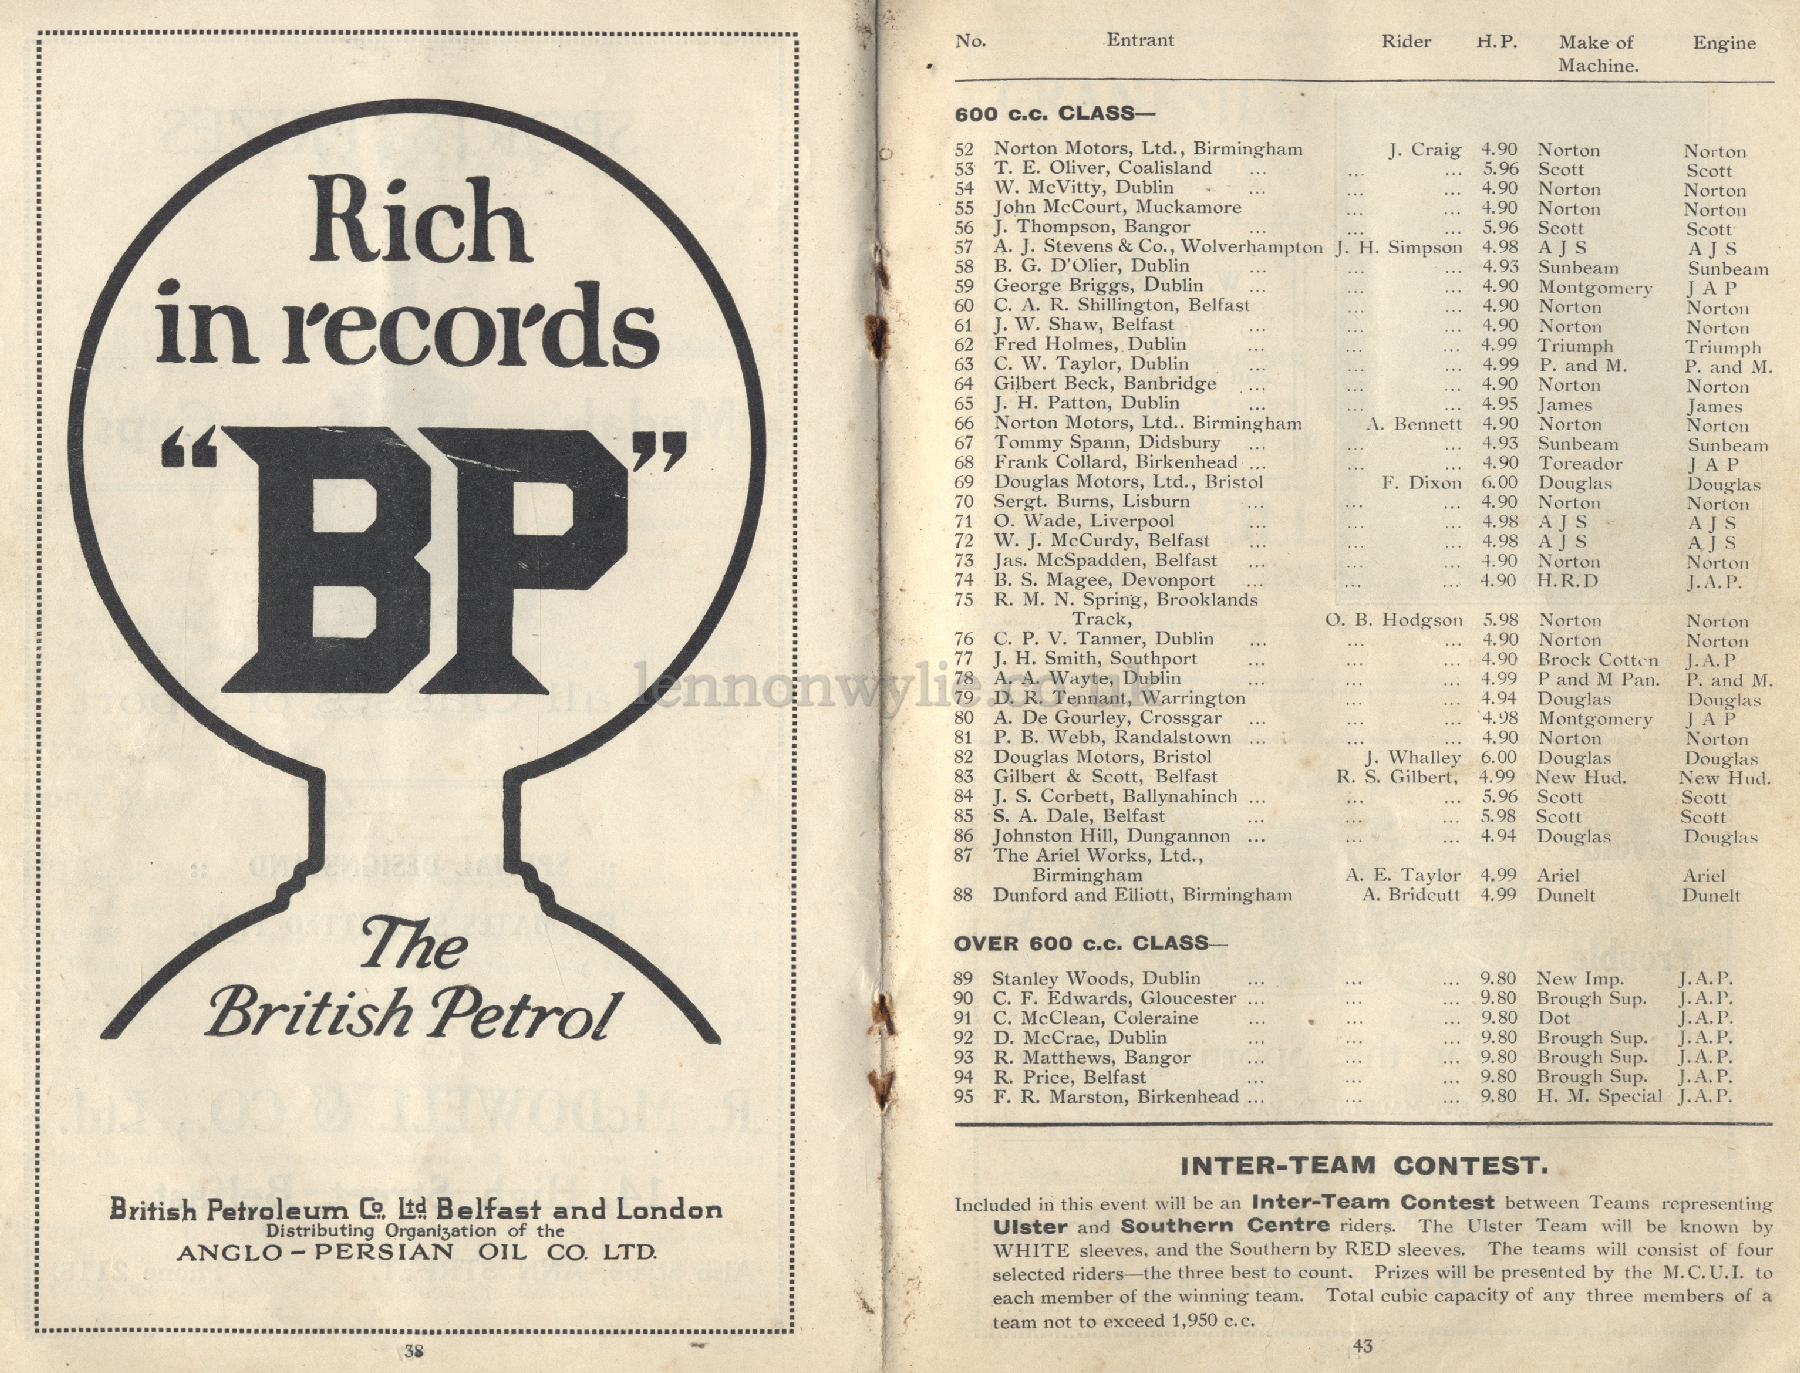 Rich
in records
“BP”
The
British Petrol
British Petroleum Co. Ltd Belfast and London
Distributing Organization of the
ANGLO-PERSIAN OIL CO. LTD.
38
No. Entrant Rider H.P. Make of Engine
Machine.
600 c.c. CLASS—
52 Norton Motors, Ltd., Birmingham J. Craig 4.90 Norton Norton
53 T. E. Oliver, Coalisland ... ... ... 5.96 Scott Scott
54 W. McVitty, Dublin ... ... ... 4.90 Norton Norton
55 John McCourt, Muckamore ... ... 4.90 Norton Norton
56 J. Thompson, Bangor ... ... ... 5.96 Scott Scott
57 A. J. Stevens & Co., Wolverhampton J. H. Simpson 4.98 A J S A J S
58 B. G. D'Olier, Dublin ... ... ... 4.93 Sunbeam Sunbeam
59 George Briggs, Dublin ... ... ... 4.90 Montgomery J A P
60 C. A. R. Shillington, Belfast ... ... 4.90 Norton Norton
61 J. W. Shaw, Belfast ... ... ... 4.90 Norton Norton
62 Fred Holmes, Dublin ... ... ... 4.99 Triumph Triumph
63 C. W. Taylor, Dublin ... ... ... 4.99 P. and M. P. and M.
64 Gilbert Beck, Banbridge ... ... ... 4.90 Norton Norton
65 J. H. Patton, Dublin ... ... ... 4.95 James James
66 Norton Motors, Ltd.. Birmingham A. Bennett 4.90 Norton Norton
67 Tommy Spann, Didsbury ... ... ... 4.93 Sunbeam Sunbeam
68 Frank Collard, Birkenhead ... ... ... 4.90 Toreador J A P
69 Douglas Motors, Ltd., Bristol F. Dixon 6.00 Douglas Douglas
70 Sergt. Burns, Lisburn ... ... ... 4.90 Norton Norton
71 O. Wade, Liverpool ... ... ... 4.98 A J S A J S
72 W. J. McCurdy, Belfast ... ... ... 4.98 A J S A J S
73 Jas. McSpadden, Belfast ... ... ... 4.90 Norton Norton
74 B. S. Magee, Devonport ... ... ... 4.90 H.R.D J.A.P.
75 R. M. N. Spring, Brooklands
Track, O. B. Hodgson 5.98 Norton Norton
76 C. P. V. Tanner, Dublin ... ... ... 4.90 Norton Norton
77 J. H. Smith, Southport ... ... ... 4.90 Brock Cotten J.A.P
78 A. A. Wayte, Dublin ... ... ... 4.99 P and M Pan. P. and M.
79 D. R. Tennant, Warrington ... ... 4.94 Douglas Douglas
80 A. De Gourley, Crossgar ... ... ... 4.98 Montgomery J A P
81 P. B. Webb, Randalstown ... ... ... 4.90 Norton Norton
82 Douglas Motors, Bristol J. Whalley 6.00 Douglas Douglas
83 Gilbert & Scott, Belfast R. S. Gilbert, 4.99 New Hud. New Hud.
84 J. S. Corbett, Ballynahinch ... ... ... 5.96 Scott Scott
85 S. A. Dale, Belfast ... ... ... 5.98 Scott Scott
86 Johnston Hill, Dungannon ... ... ... 4.94 Douglas Douglas
87 The Ariel Works, Ltd.,
Birmingham A. E. Taylor 4.99 Ariel Ariel
88 Dunford and Elliott, Birmingham A. Bridcutt 4.99 Dunelt Dunelt
OVER 600 c.c. CLASS—
89 Stanley Woods, Dublin ... ... ... 9.80 New Imp. J.A.P.
90 C. F. Edwards, Gloucester ... ... ... 9.80 Brough Sup. J.A.P.
91 C. McClean, Coleraine ... ... ... 9.80 Dot J.A.P.
92 D. McCrae, Dublin ... ... ... 9.80 Brough Sup. J.A.P.
93 R. Matthews, Bangor ... ... ... 9.80 Brough Sup. J.A.P.
94 R. Price, Belfast ... ... ... 9.80 Brough Sup. J.A.P.
95 F. R. Marston, Birkenhead ... ... ... 9.80 H. M. Special J.A.P.
INTER-TEAM CONTEST.
Included in this event will be an Inter-Team Contest between Teams representing
Ulster and Southern Centre riders. The Ulster Team will be known by
WHITE sleeves, and the Southern by RED sleeves. The teams will consist of four
selected riders—the three best to count. Prizes will be presented by the M.C.U.I. to
each member of the winning team. Total cubic capacity of any three members of a
team not to exceed 1,950 c.c.
43
lennonwylie.co.uk